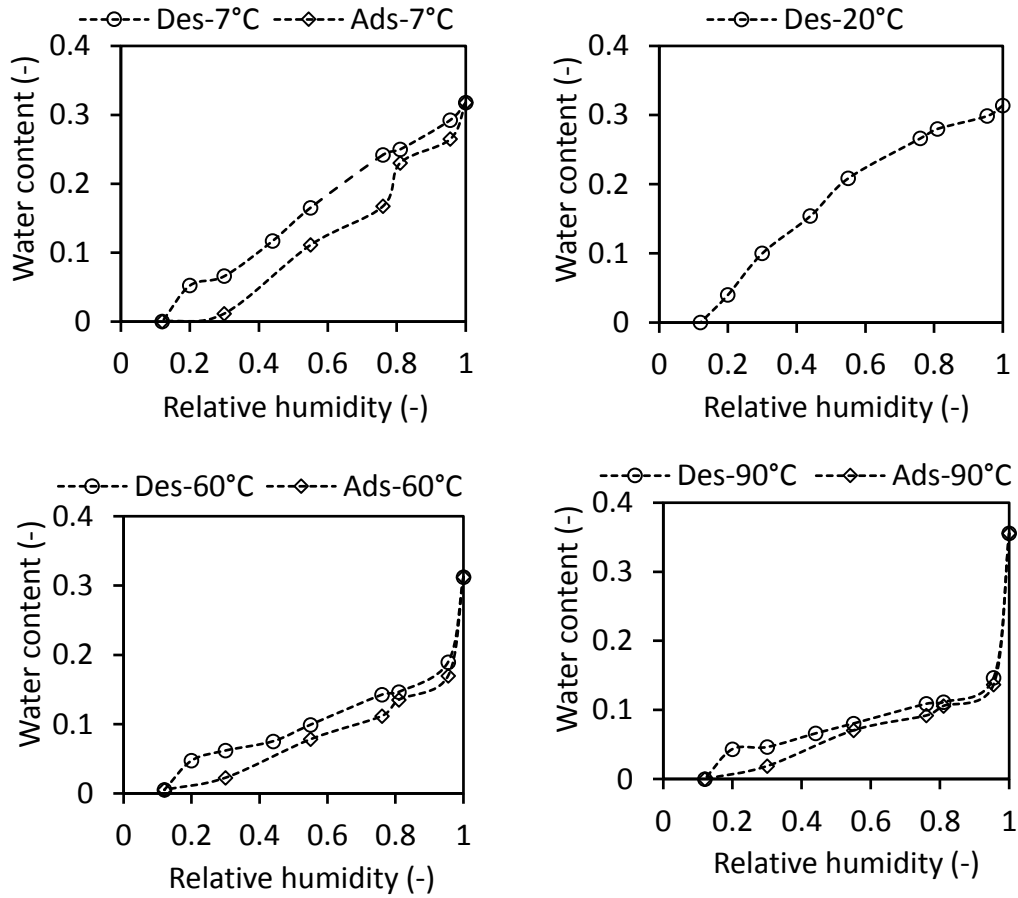 Des-7°C Ads-7°C
Water content (-)
0.4
0.3
0.2
0.1
0
0 0.2 0.4 0.6 0.8 1
Relative humidity (-)
Des-20°C
Water content (-)
0.4
0.3
0.2
0.1
0
0 0.2 0.4 0.6 0.8 1
Relative humidity (-)
Des-60°C Ads-60°C
Water content (-)
0.4
0.3
0.2
0.1
0
0 0.2 0.4 0.6 0.8 1
Relative humidity (-)
Des-90°C Ads-90°C
Water content (-)
0.4
0.3
0.2
0.1
0
0 0.2 0.4 0.6 0.8 1
Relative humidity (-)